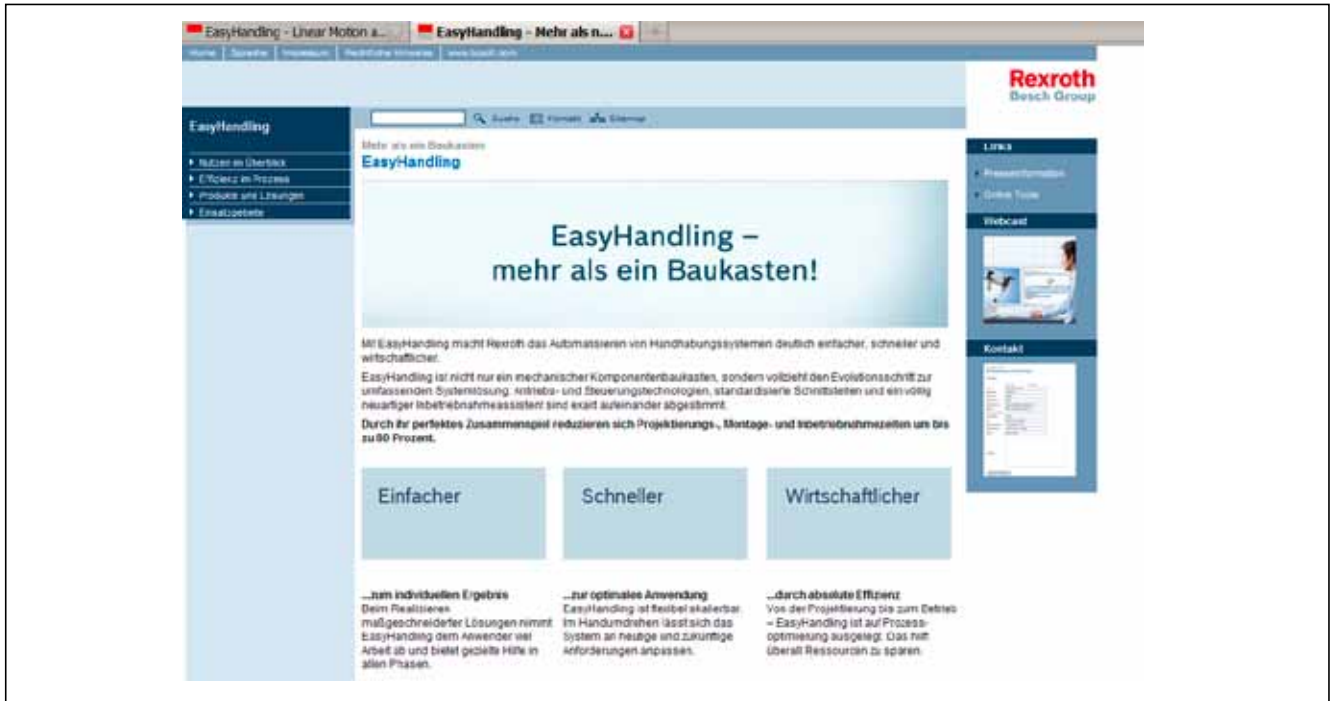 EasyHandling - Linear Motion a...
EasyHandling - Mehr als n...
Home | Sprache | Impressum | Rechtliche Hinweise | www.bosch.com
Rexroth
Bosch Group
EasyHandling
Suche Kontakt Sitemap
Nutzen im Überblick
Effizienz im Prozess
Produkte und Lösungen
Einsatzgebiete
Mehr als ein Baukasten
EasyHandling
EasyHandling –
mehr als ein Baukasten!
Mit EasyHandling macht Rexroth das Automatisieren von Handhabungssystemen deutlich einfacher, schneller und
wirtschaftlicher.
EasyHandling ist nicht nur ein mechanischer Komponentenbaukasten, sondern vollzieht den Evolutionsschritt zur
umfassenden Systemlösung. Antriebs- und Steuerungstechnologien, standardisierte Schnittstellen und ein völlig
neuartiger Inbetriebnahmeassistent sind exakt aufeinander abgestimmt.
Durch ihr perfektes Zusammenspiel reduzieren sich Projektierungs-, Montage- und Inbetriebnahmezeiten um bis
zu 80 Prozent.
Einfacher
...zum individuellen Ergebnis
Beim Realisieren
maßgeschneiderter Lösungen nimmt
EasyHandling dem Anwender viel
Arbeit ab und bietet gezielte Hilfe in
allen Phasen.
Schneller
...zur optimales Anwendung
EasyHandling ist flexibel skalierbar.
Im Handumdrehen lässt sich das
System an heutige und zukünftige
Anforderungen anpassen.
Wirtschaftlicher
...durch absolute Effizienz
Von der Projektierung bis zum Betrieb
– EasyHandling ist auf Prozess-
optimierung ausgelegt. Das hilft
überall Ressourcen zu sparen.
Links
Presseinformation
Online Tools
Webcast
Kontakt